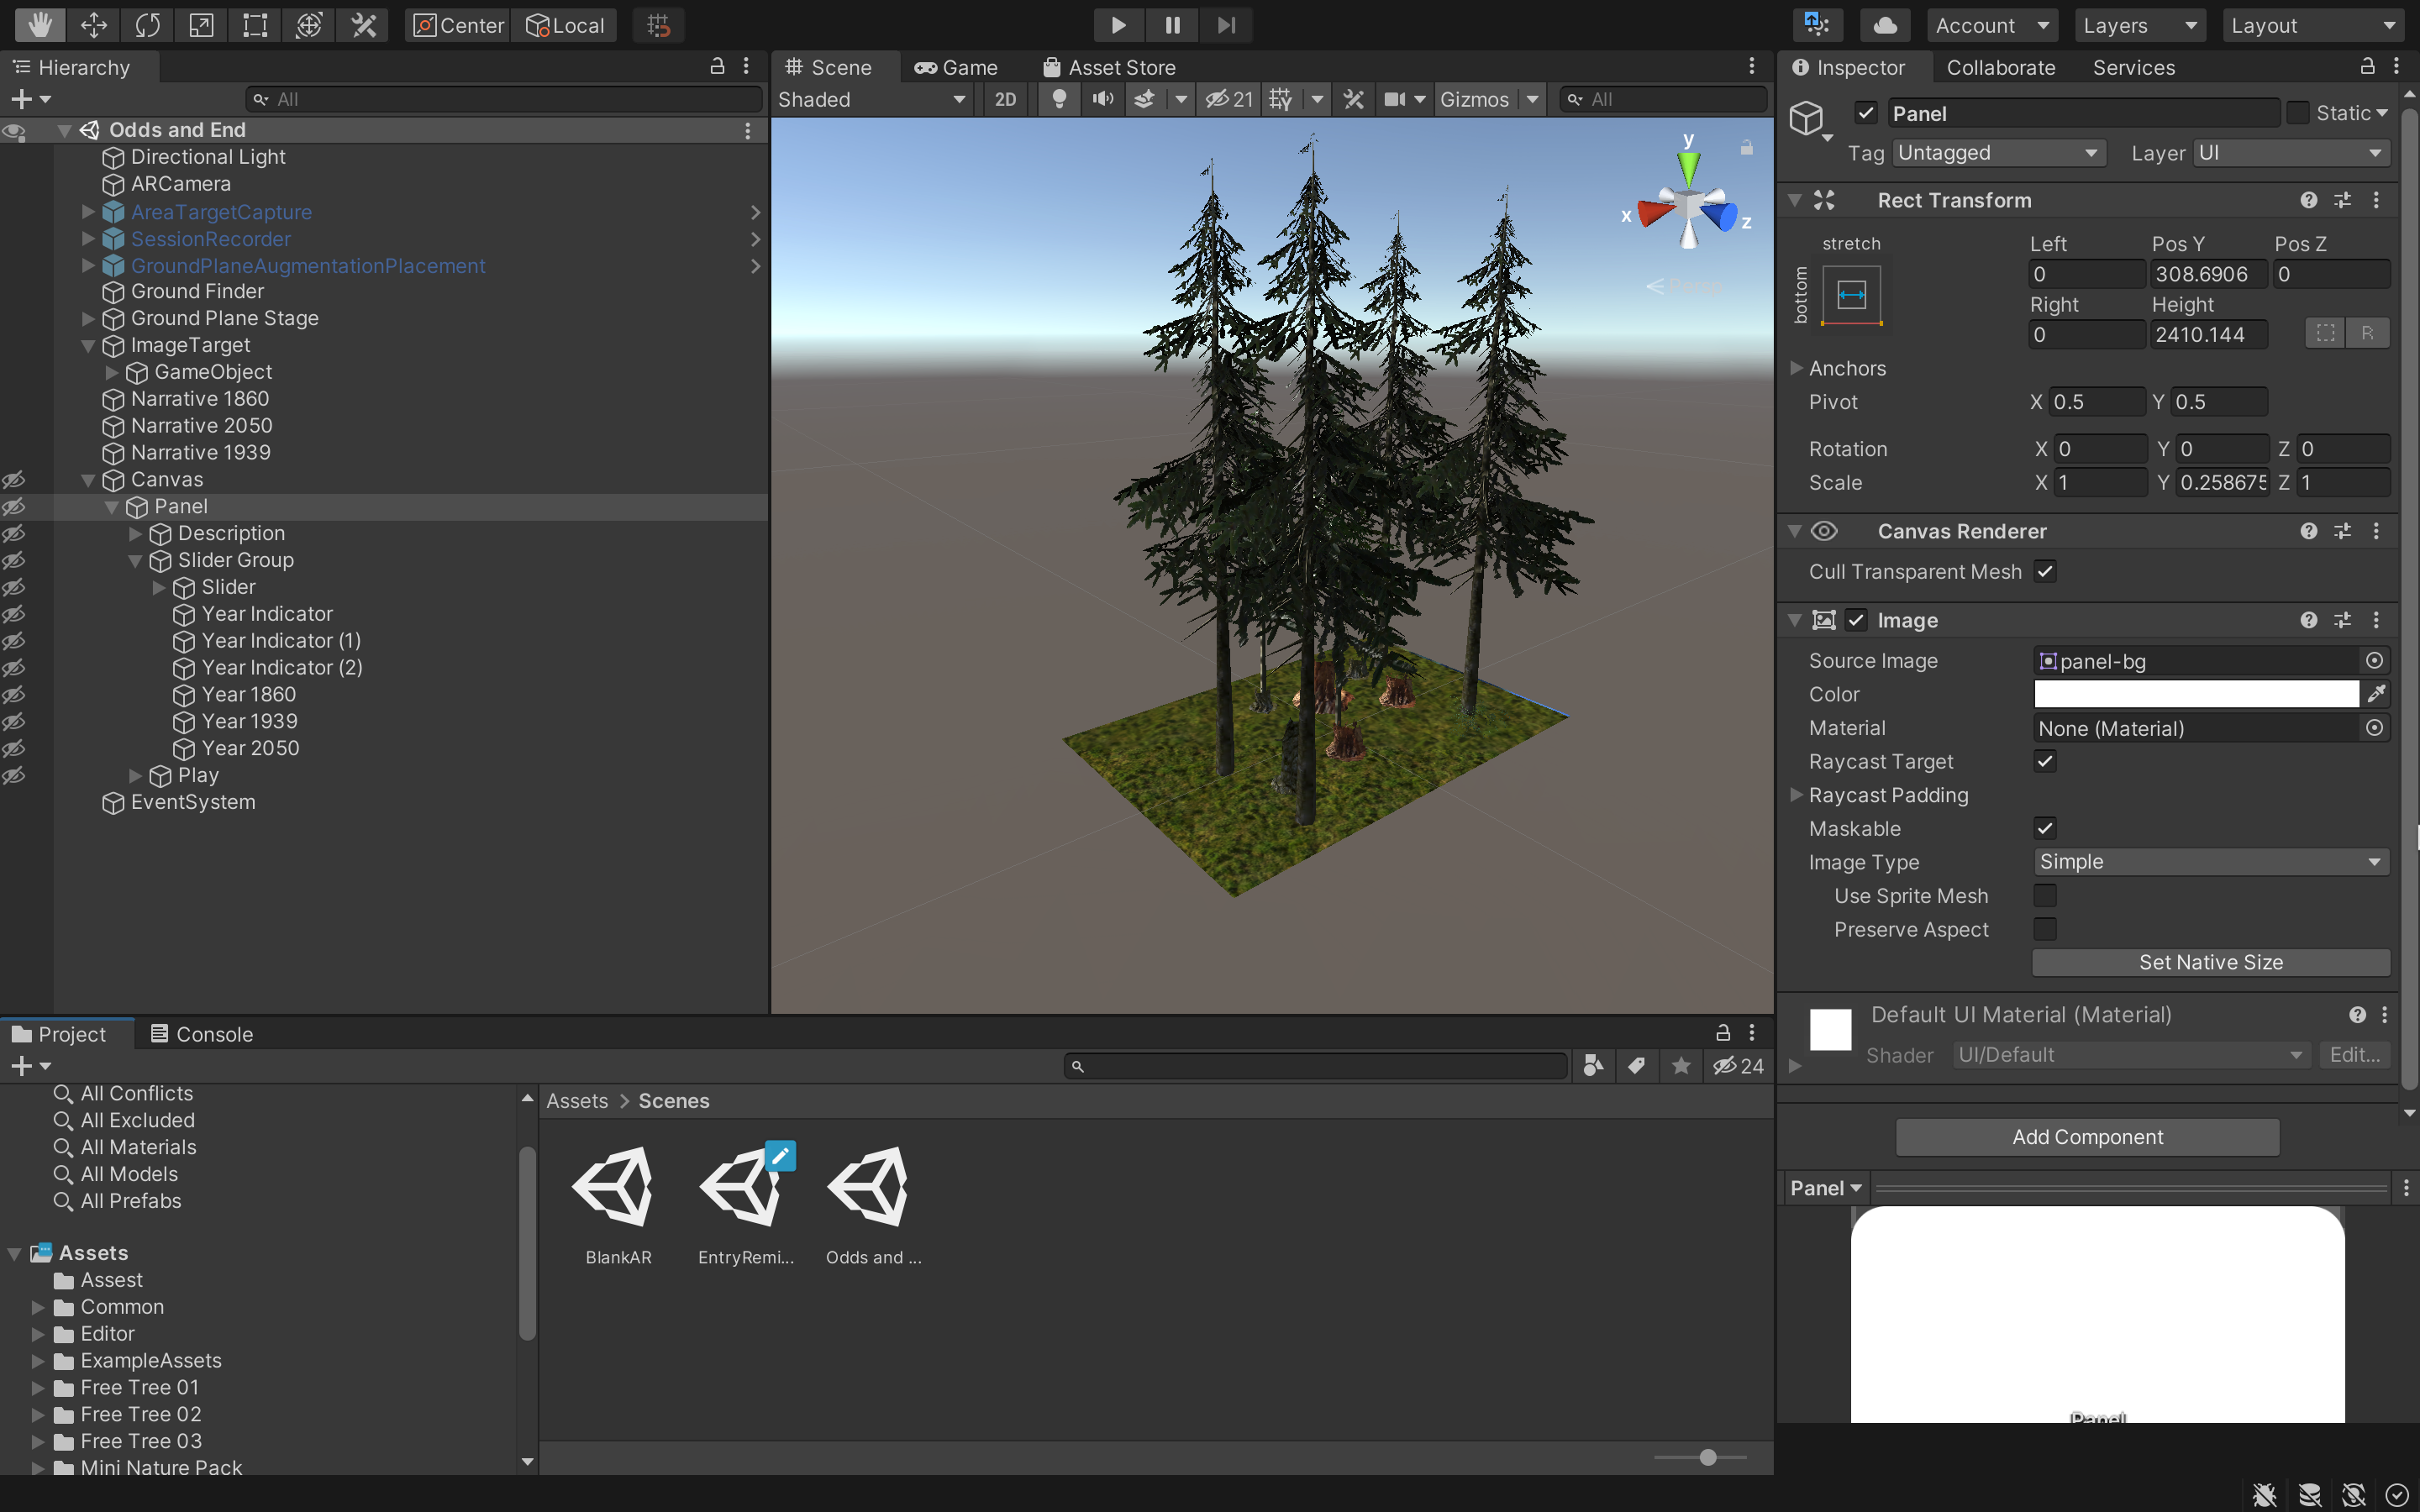 Center
Local
Account
Layers
Layout
Hierarchy
All
Odds and End
Directional Light
ARCamera
AreaTargetCapture
SessionRecorder
GroundPlaneAugmentationPlacement
Ground Finder
Ground Plane Stage
ImageTarget
GameObject
Narrative 1860
Narrative 2050
Narrative 1939
Canvas
Panel
Description
Slider Group
Slider
Year Indicator
Year Indicator (1)
Year Indicator (2)
Year 1860
Year 1939
Year 2050
Play
EventSystem
Scene Game Asset Store
Shaded 2D 21 Gizmos All
y
x z
Persp
Inspector Collaborate Services
Panel Static
Tag Untagged Layer UI
Rect Transform
stretch
bottom
Left Pos Y Pos Z
0 308.6906 0
Right Height
0 2410.144 R
Anchors
Pivot X 0.5 Y 0.5
Rotation X 0 Y 0 Z 0
Scale X 1 Y 0.258675 Z 1
Canvas Renderer
Cull Transparent Mesh
Image
Source Image panel-bg
Color
Material None (Material)
Raycast Target
Raycast Padding
Maskable
Image Type Simple
Use Sprite Mesh
Preserve Aspect
Set Native Size
Default UI Material (Material)
Shader UI/Default Edit...
Add Component
Panel
Panel
Project Console
24
All Conflicts
All Excluded
All Materials
All Models
All Prefabs
Assets
Assest
Common
Editor
ExampleAssets
Free Tree 01
Free Tree 02
Free Tree 03
Mini Nature Pack
Assets > Scenes
BlankAR
EntryRemi...
Odds and ...